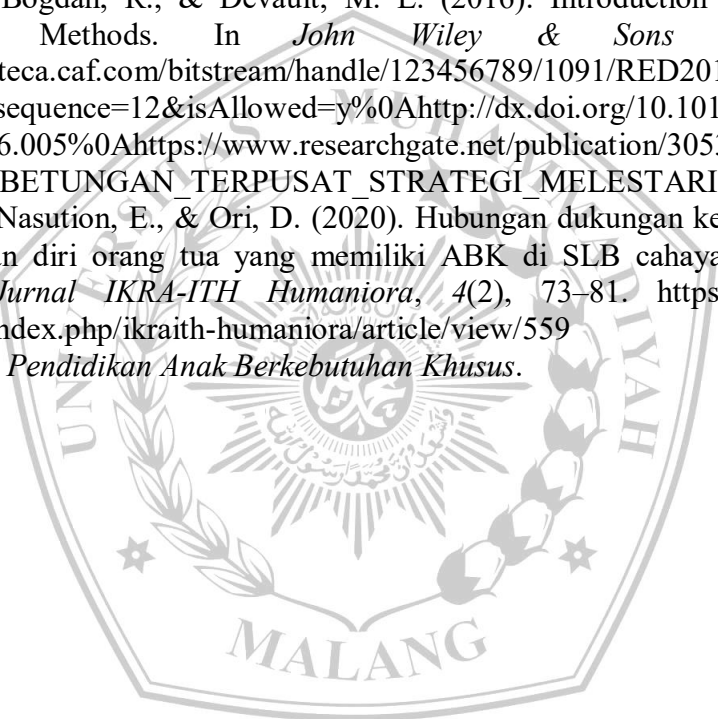 Bogdan, R., & Devault, M. L. (2016). Introduction
Methods. In John Wiley & Sons
teca.caf.com/bitstream/handle/123456789/1091/RED201
sequence=12&isAllowed=y%0Ahttp://dx.doi.org/10.101
6.005%0Ahttps://www.researchgate.net/publication/305
BETUNGAN_TERPUSAT_STRATEGI_MELESTARI
Nasution, E., & Ori, D. (2020). Hubungan dukungan ke
n diri orang tua yang memiliki ABK di SLB cahaya
Jurnal IKRA-ITH Humaniora, 4(2), 73–81. https
ndex.php/ikraith-humaniora/article/view/559
Pendidikan Anak Berkebutuhan Khusus.
UNIVERSITAS MUHAMMADIYAH
MALANG